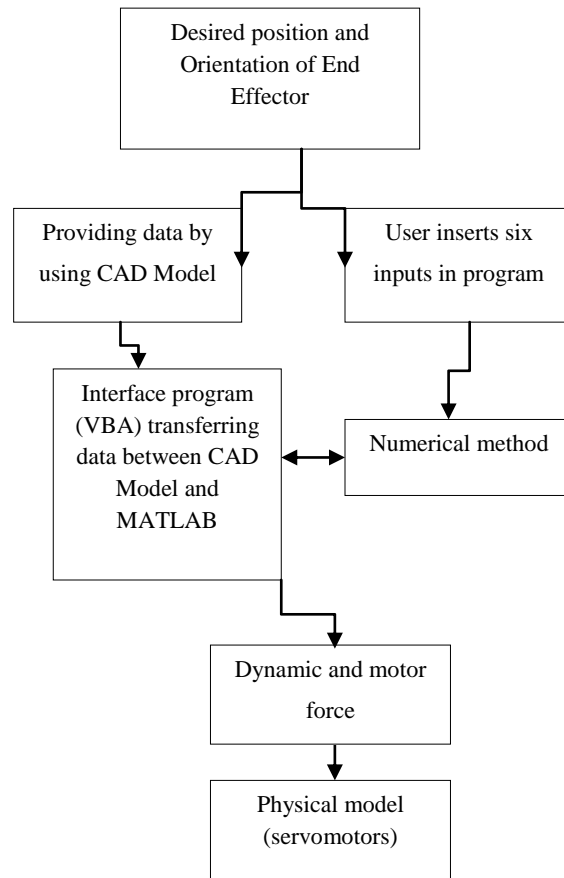 Desired position and
Orientation of End
Effector
Providing data by
using CAD Model
User inserts six
inputs in program
Interface program
(VBA) transferring
data between CAD
Model and
MATLAB
Numerical method
Dynamic and motor
force
Physical model
(servomotors)